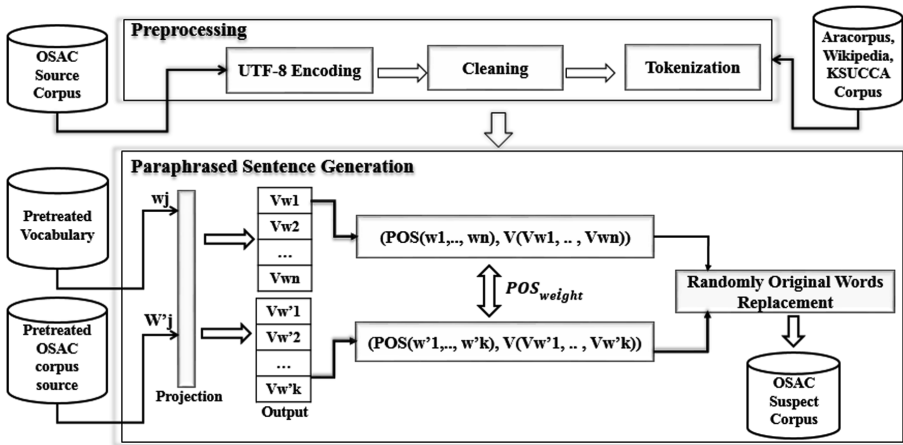 Preprocessing
OSAC
Source
Corpus
UTF-8 Encoding
Cleaning
Tokenization
Aracorpus,
Wikipedia,
KSUCCA
Corpus
Paraphrased Sentence Generation
Pretreated
Vocabulary
wj
Vw1
Vw2
...
Vwn
(POS(w1,.., wn), V(Vw1, .. , Vwn))
POSweight
Randomly Original Words
Replacement
Pretreated
OSAC
corpus
source
W'j
Vw'1
Vw'2
...
Vw'k
(POS(w'1,.., w'k), V(Vw'1, .. , Vw'k))
Projection
Output
OSAC
Suspect
Corpus